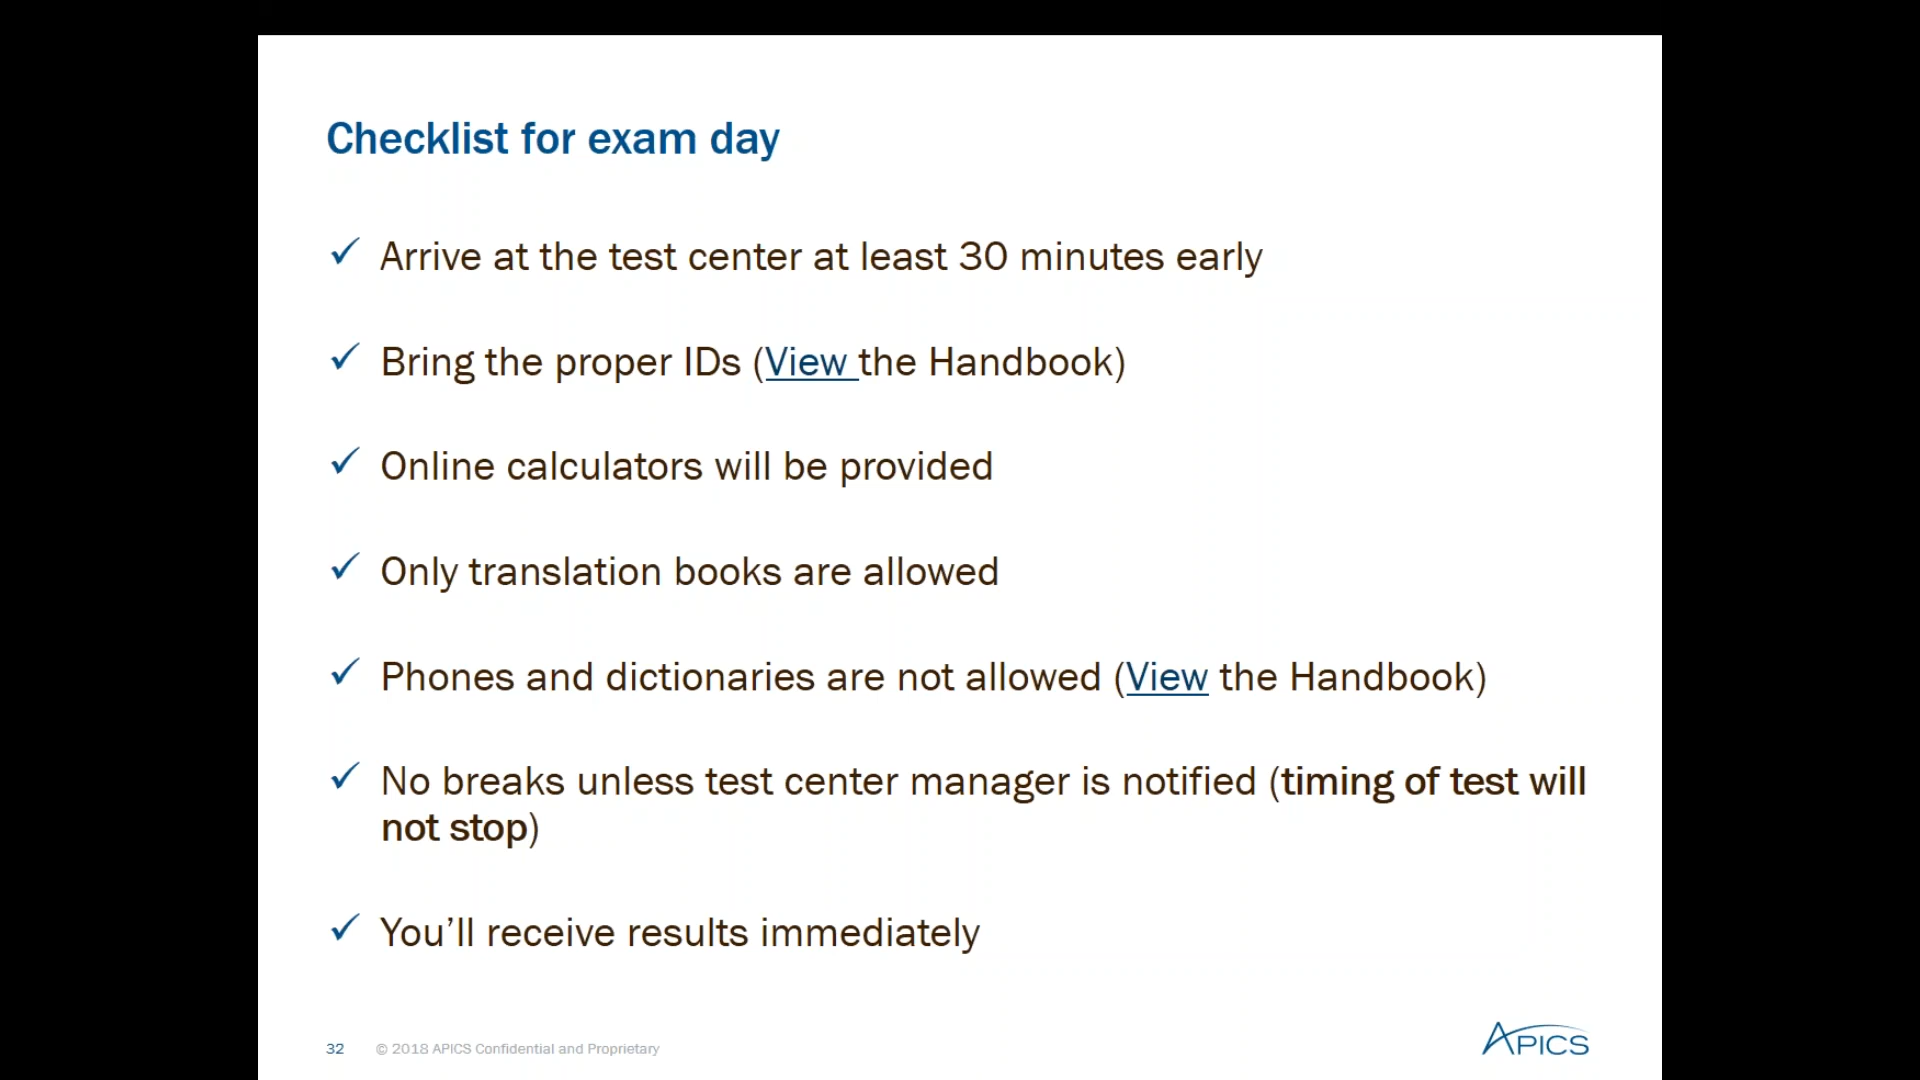 Checklist for exam day
✓ Arrive at the test center at least 30 minutes early
✓ Bring the proper IDs (View the Handbook)
✓ Online calculators will be provided
✓ Only translation books are allowed
✓ Phones and dictionaries are not allowed (View the Handbook)
✓ No breaks unless test center manager is notified (timing of test will
not stop)
✓ You’ll receive results immediately
32 © 2018 APICS Confidential and Proprietary
APICS